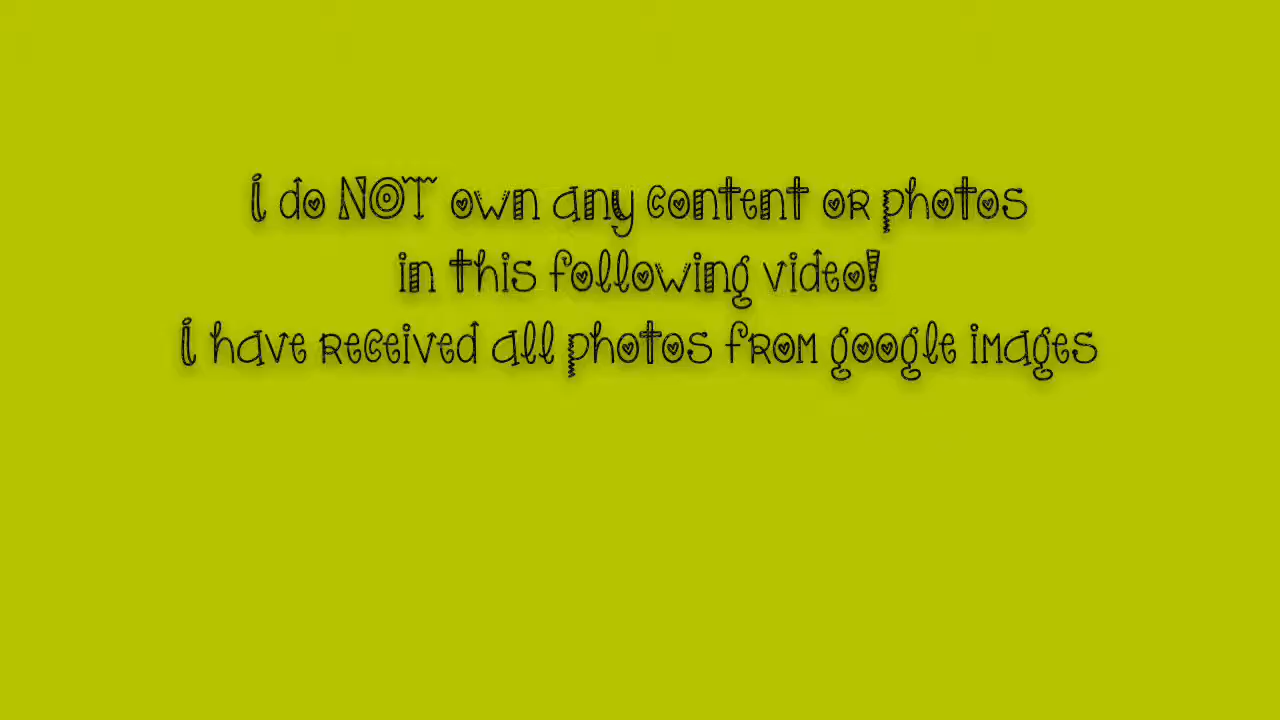 I do NOT own any content or photos
in this following video!
I have received all photos from google images